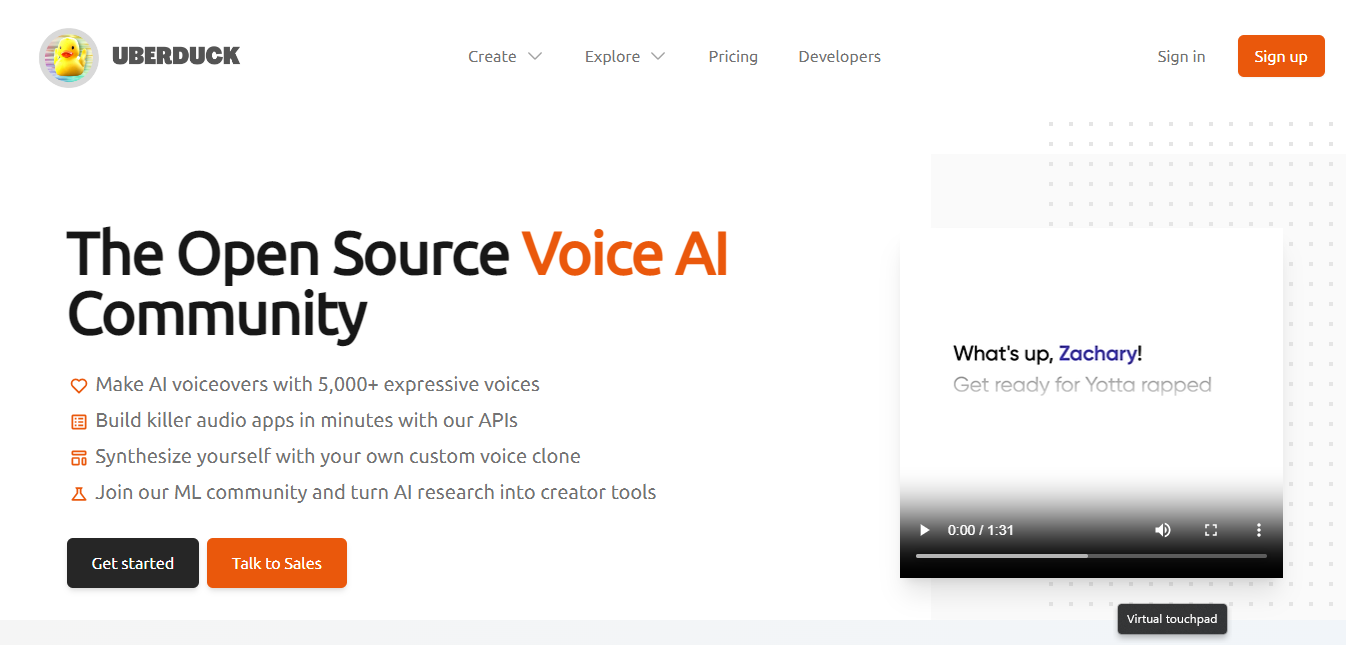 UBERDUCK
Create
Explore
Pricing
Developers
Sign in
Sign up
The Open Source Voice AI
Community
Make AI voiceovers with 5,000+ expressive voices
Build killer audio apps in minutes with our APIs
Synthesize yourself with your own custom voice clone
Join our ML community and turn AI research into creator tools
Get started
Talk to Sales
What's up, Zachary!
Get ready for Yotta rapped
0:00 / 1:31
Virtual touchpad